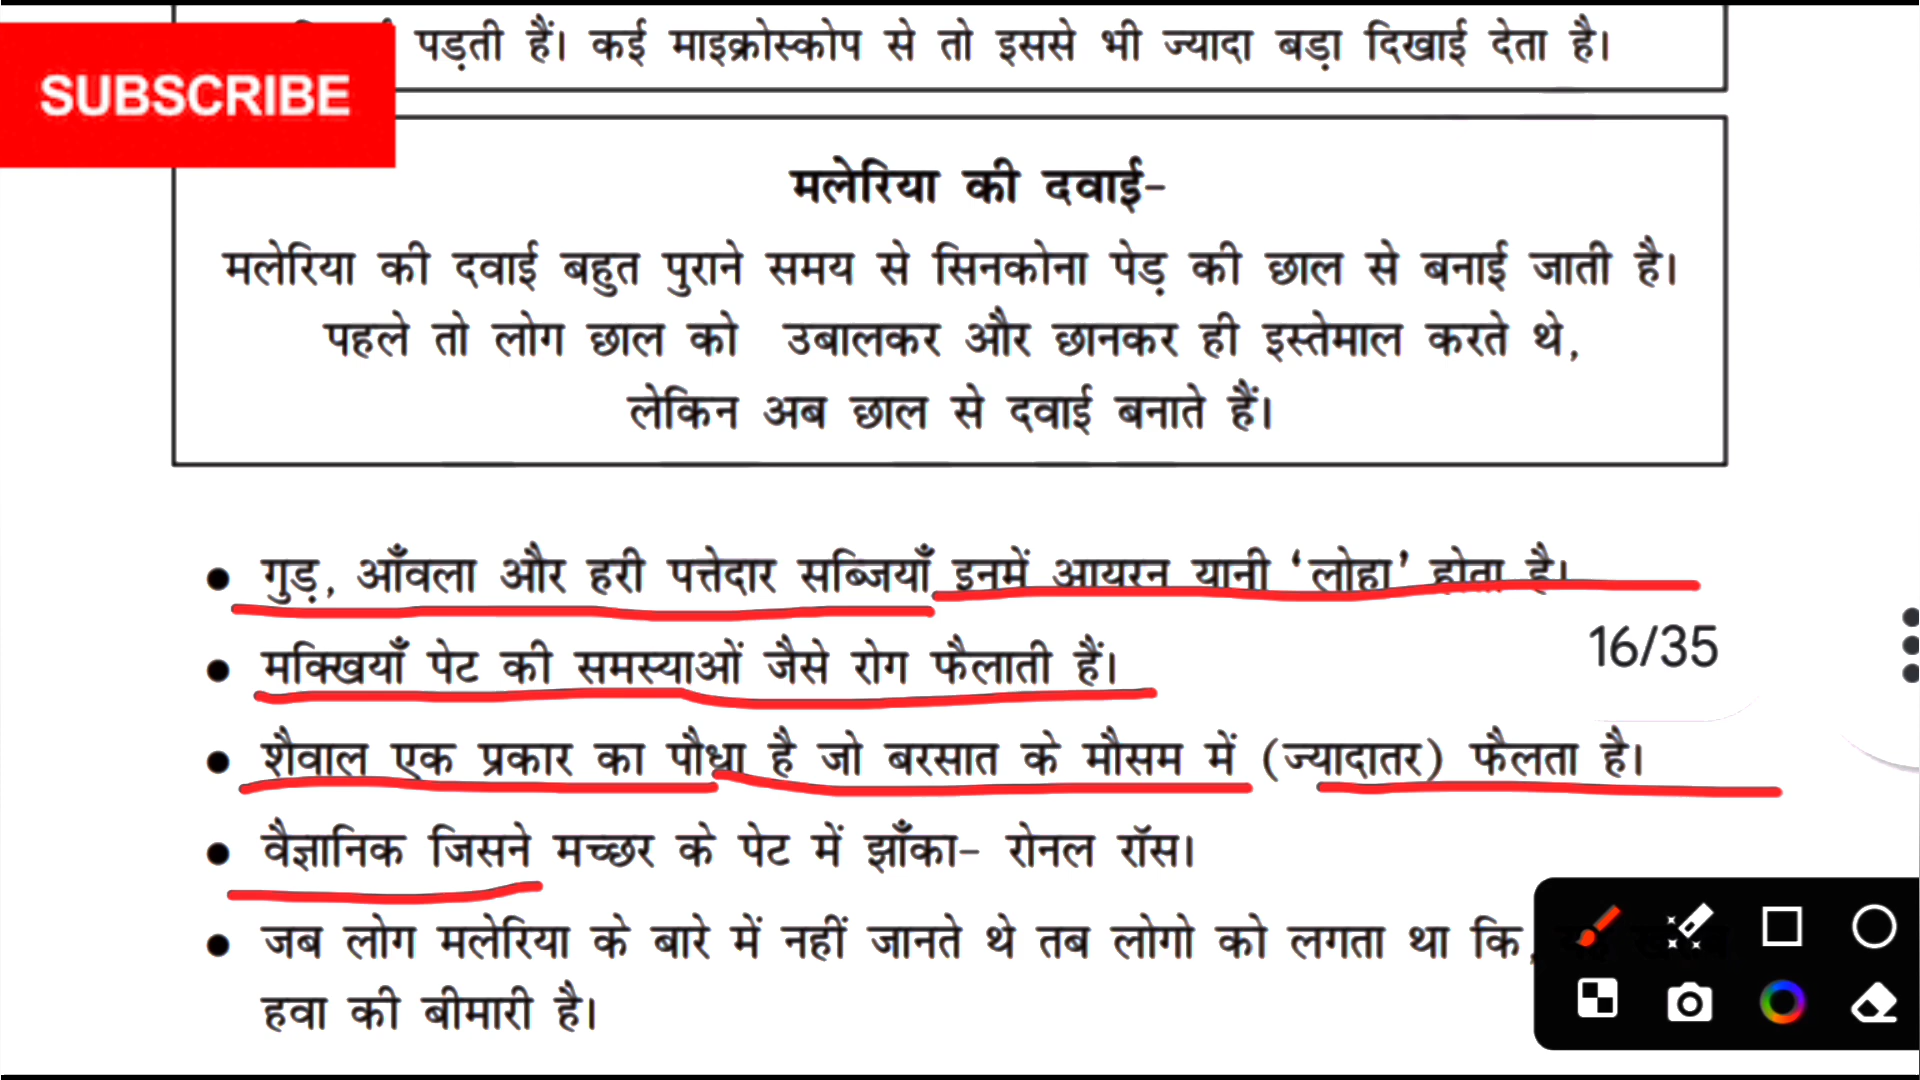 पड़ती हैं। कई माइक्रोस्कोप से तो इससे भी ज्यादा बड़ा दिखाई देता है।
SUBSCRIBE
मलेरिया की दवाई-
मलेरिया की दवाई बहुत पुराने समय से सिनकोना पेड़ की छाल से बनाई जाती है।
पहले तो लोग छाल को उबालकर और छानकर ही इस्तेमाल करते थे,
लेकिन अब छाल से दवाई बनाते हैं।
● गुड़, आँवला और हरी पत्तेदार सब्जियाँ इनमें आयरन यानी ‘लोहा’ होता है।
● मक्खियाँ पेट की समस्याओं जैसे रोग फैलाती हैं।
16/35
● शैवाल एक प्रकार का पौधा है जो बरसात के मौसम में (ज्यादातर) फैलता है।
● वैज्ञानिक जिसने मच्छर के पेट में झाँका- रोनल रॉस।
● जब लोग मलेरिया के बारे में नहीं जानते थे तब लोगो को लगता था कि,
हवा की बीमारी है।